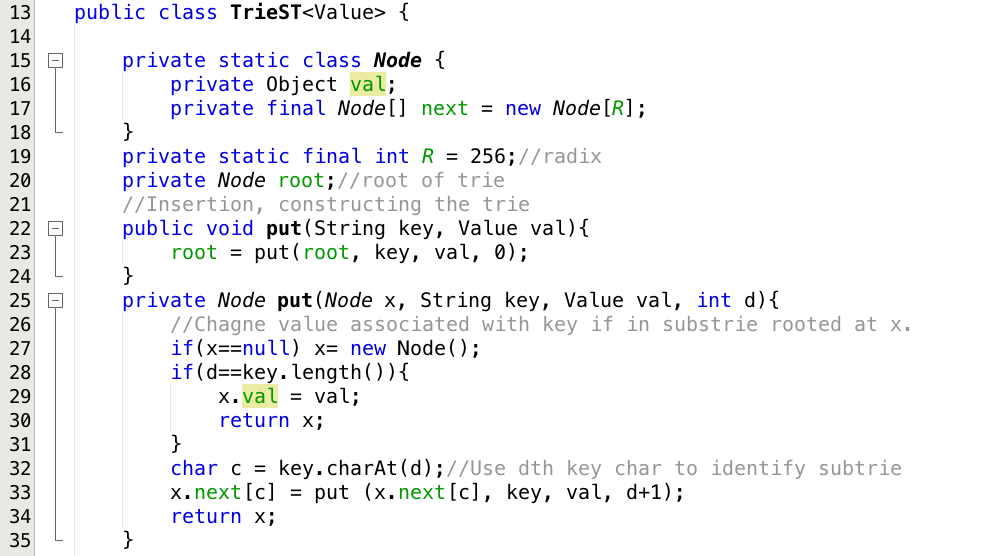 13 public class TrieST<Value> {
14
15     private static class Node {
16         private Object val;
17         private final Node[] next = new Node[R];
18     }
19     private static final int R = 256;//radix
20     private Node root;//root of trie
21     //Insertion, constructing the trie
22     public void put(String key, Value val){
23         root = put(root, key, val, 0);
24     }
25     private Node put(Node x, String key, Value val, int d){
26         //Chagne value associated with key if in substrie rooted at x.
27         if(x==null) x= new Node();
28         if(d==key.length()){
29             x.val = val;
30             return x;
31         }
32         char c = key.charAt(d);//Use dth key char to identify subtrie
33         x.next[c] = put (x.next[c], key, val, d+1);
34         return x;
35     }